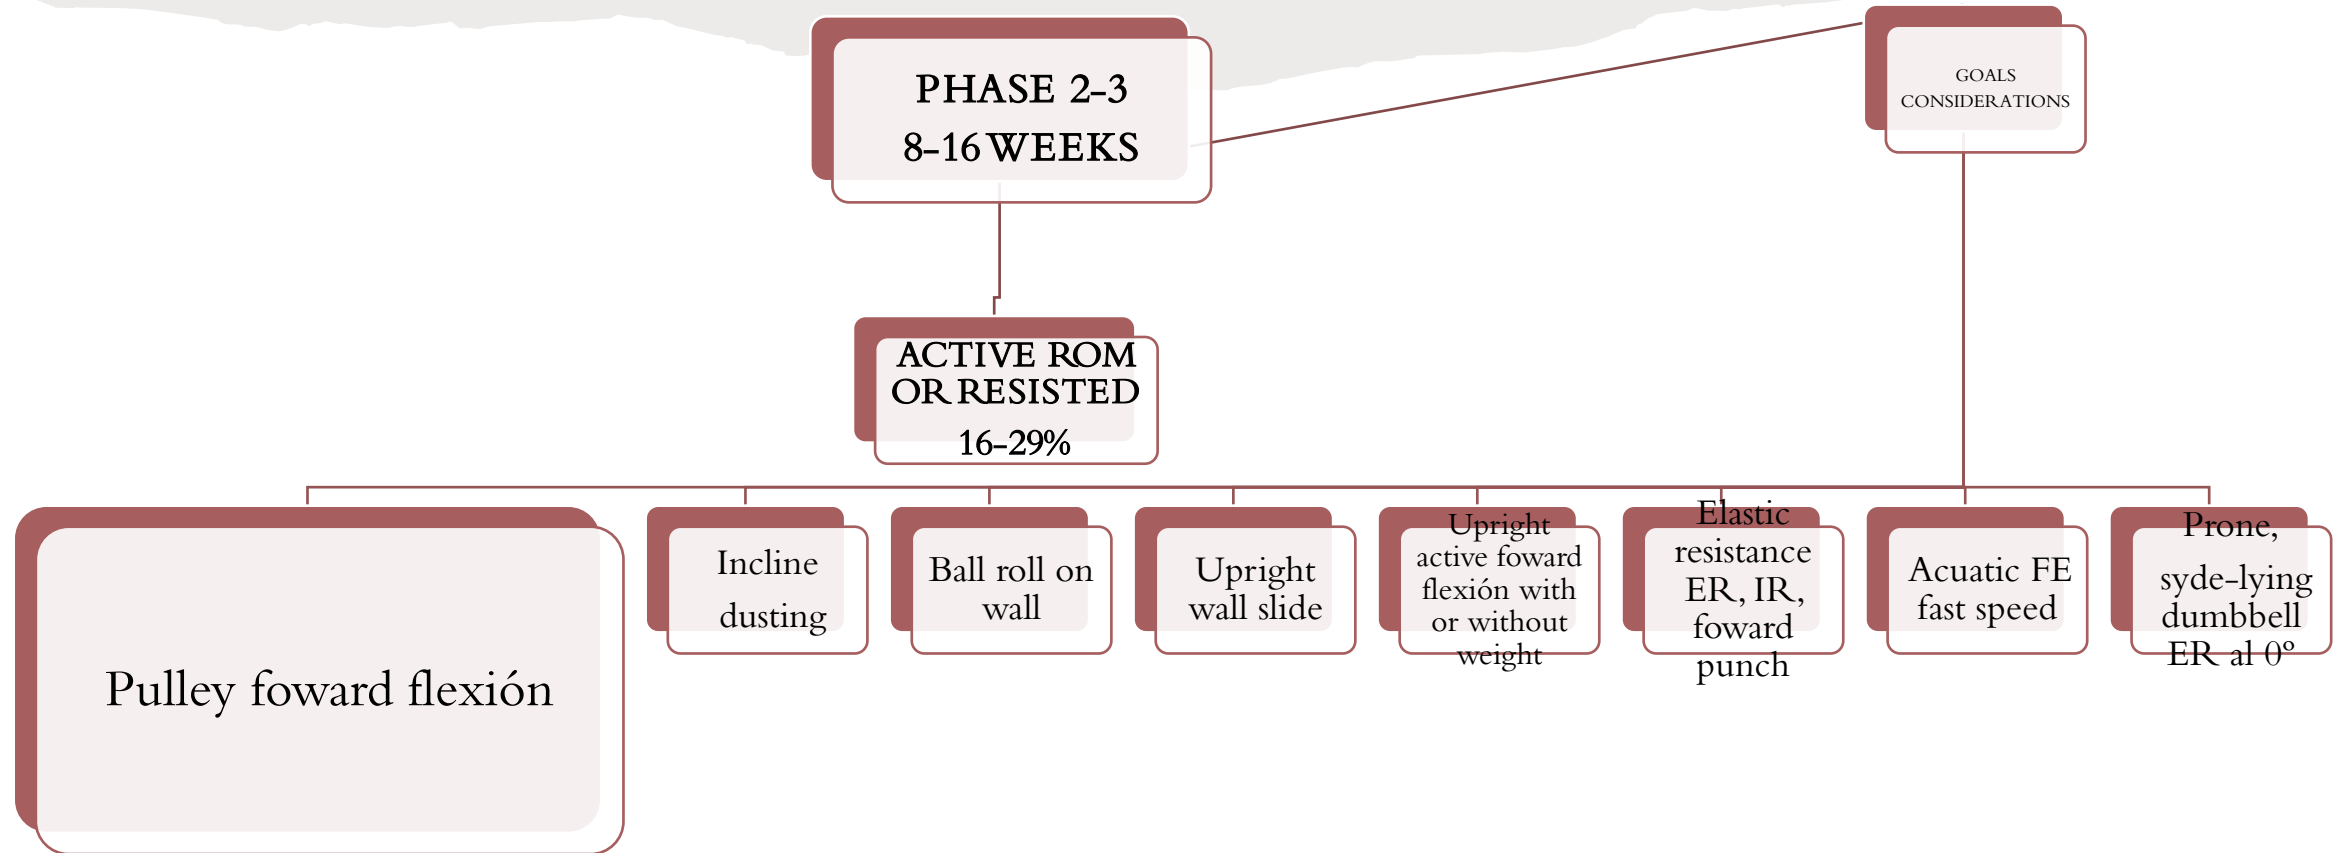 PHASE 2-3
8-16 WEEKS
GOALS
CONSIDERATIONS
ACTIVE ROM
OR RESISTED
16-29%
Pulley foward flexión
Incline
dusting
Ball roll on
wall
Upright
wall slide
Upright
active foward
flexión with
or without
weight
Elastic
resistance
ER, IR,
foward
punch
Acuatic FE
fast speed
Prone,
syde-lying
dumbbell
ER al 0º